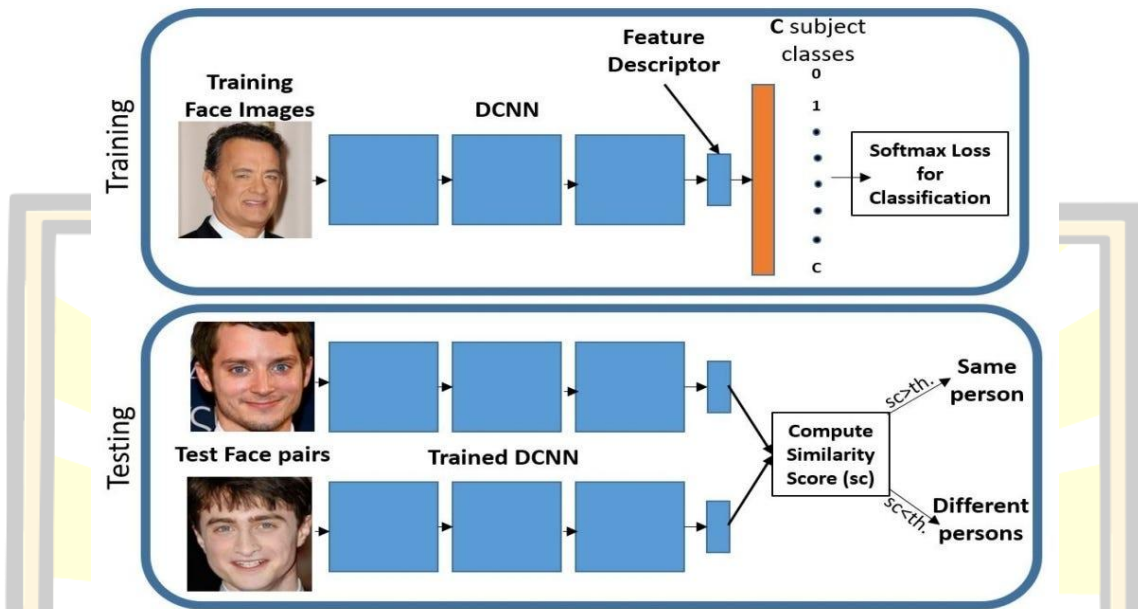 Training
Training
Face Images
DCNN
Feature
Descriptor
C subject
classes
0
1
C
Softmax Loss
for
Classification
Testing
Test Face pairs
Trained DCNN
Compute
Similarity
Score (sc)
sc>th.
Same
person
sc<th.
Different
persons